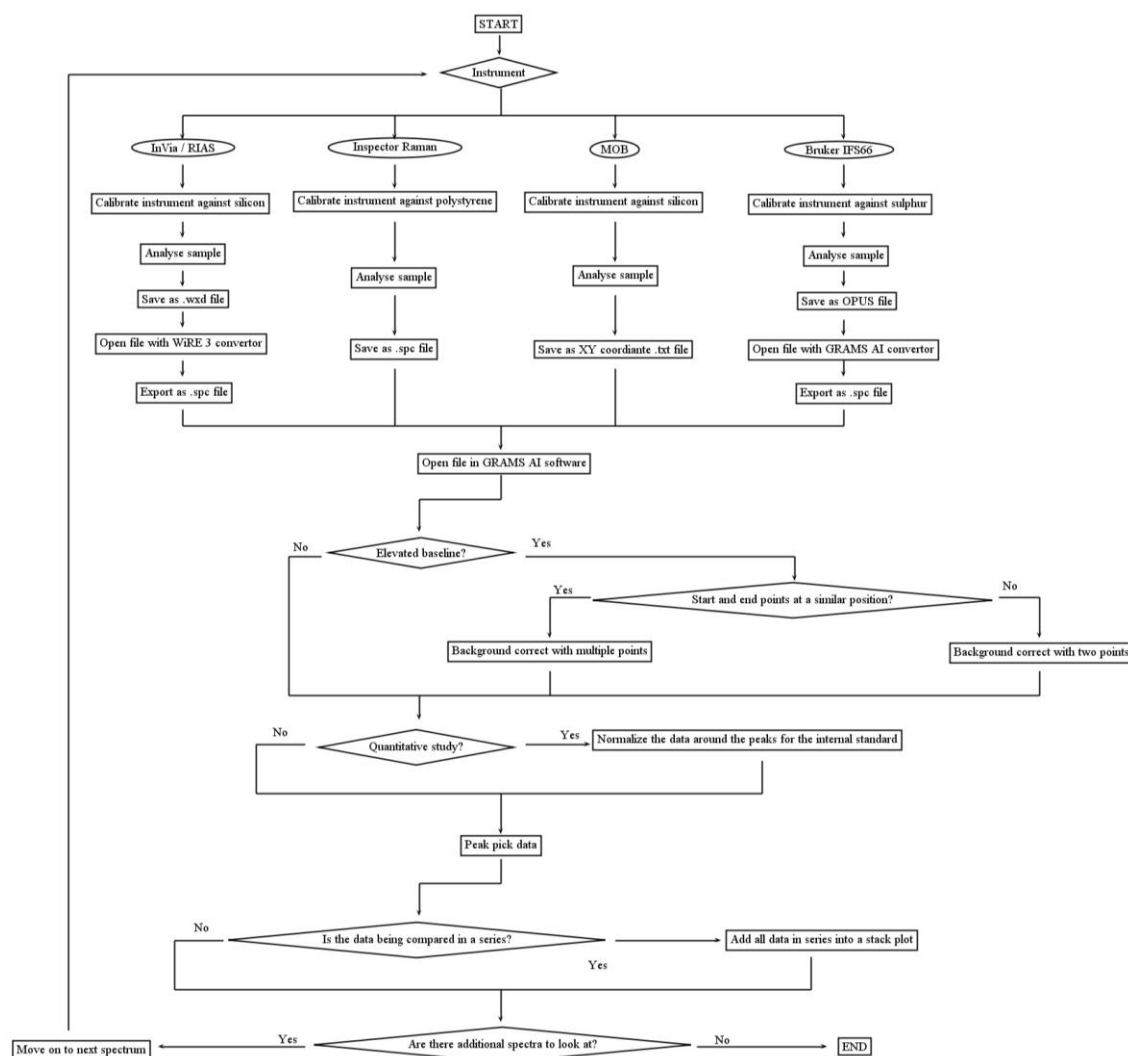 START
Instrument
InVia / RIAS
Inspector Raman
MOB
Bruker IFS66
Calibrate instrument against silicon
Calibrate instrument against polystyrene
Calibrate instrument against silicon
Calibrate instrument against sulphur
Analyse sample
Analyse sample
Analyse sample
Analyse sample
Save as .wxd file
Save as OPUS file
Open file with WiRE 3 convertor
Save as .spc file
Save as XY coordiante .txt file
Open file with GRAMS AI convertor
Export as .spc file
Export as .spc file
Open file in GRAMS AI software
No
Elevated baseline?
Yes
Yes
Start and end points at a similar position?
No
Background correct with multiple points
Background correct with two points
No
Quantitative study?
Yes
Normalize the data around the peaks for the internal standard
Peak pick data
No
Is the data being compared in a series?
Add all data in series into a stack plot
Yes
Move on to next spectrum
Yes
Are there additional spectra to look at?
No
END